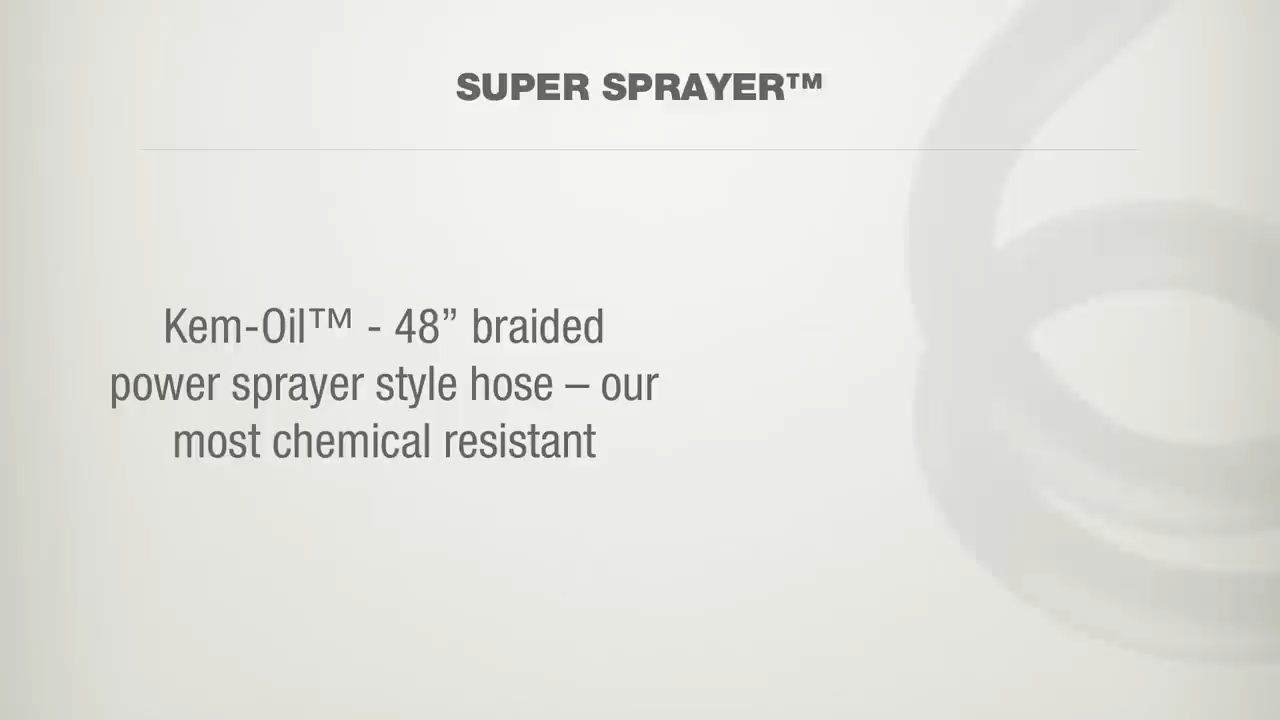 SUPER SPRAYER™
Kem-Oil™ - 48” braided
power sprayer style hose – our
most chemical resistant